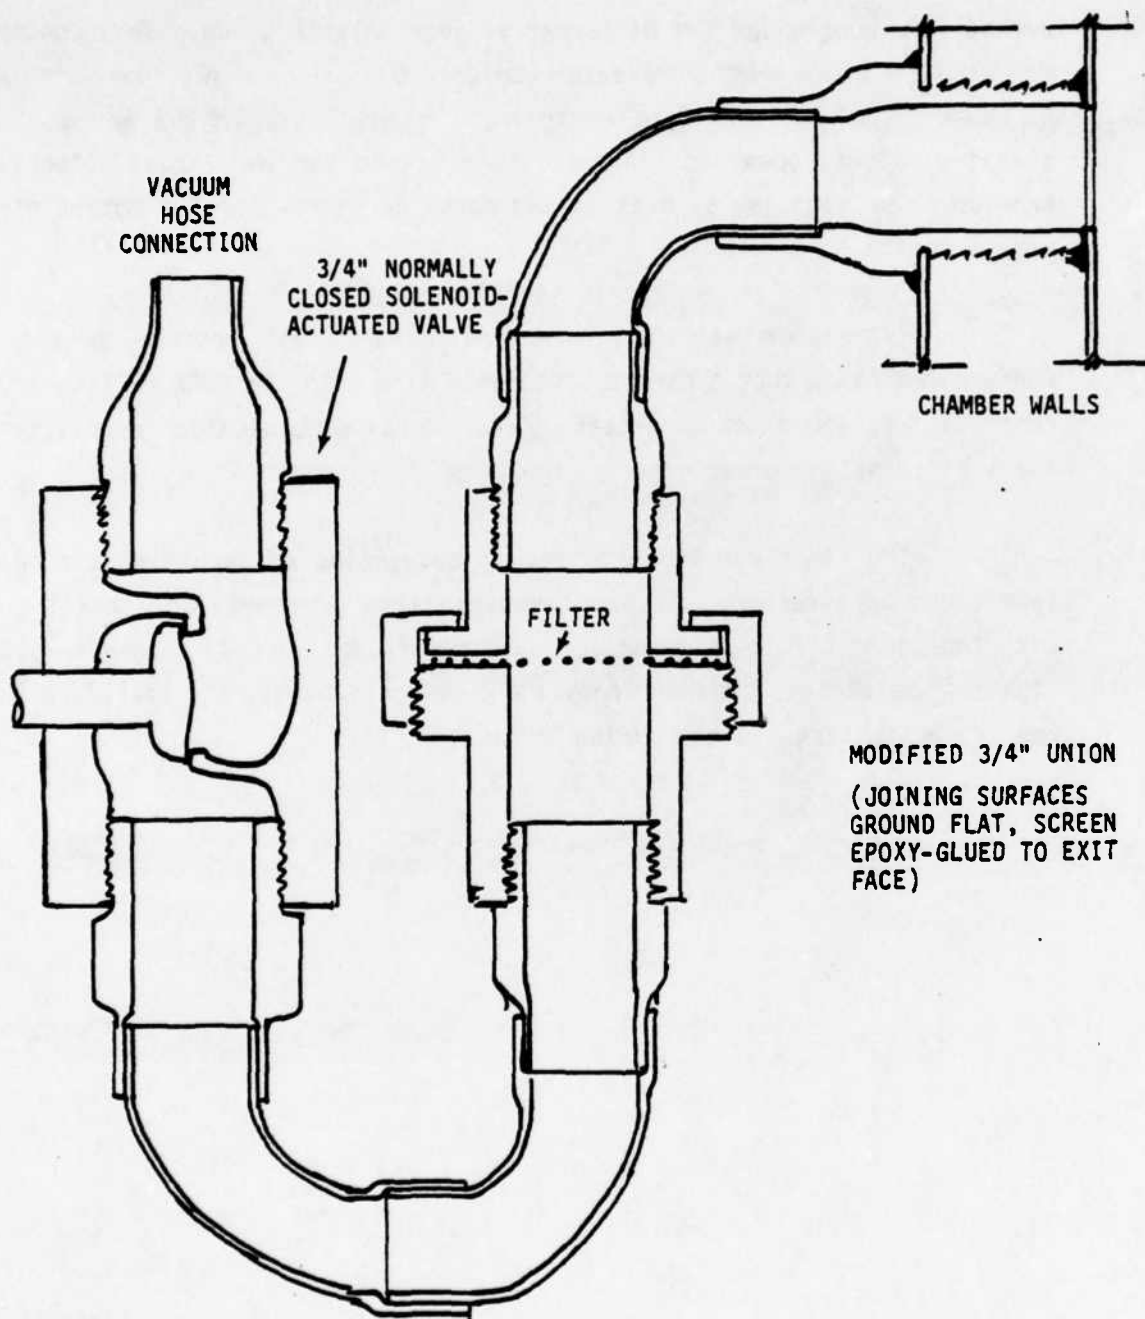 VACUUM
HOSE
CONNECTION
3/4" NORMALLY
CLOSED SOLENOID-
ACTUATED VALVE
CHAMBER WALLS
FILTER
MODIFIED 3/4" UNION
(JOINING SURFACES
GROUND FLAT, SCREEN
EPOXY-GLUED TO EXIT
FACE)